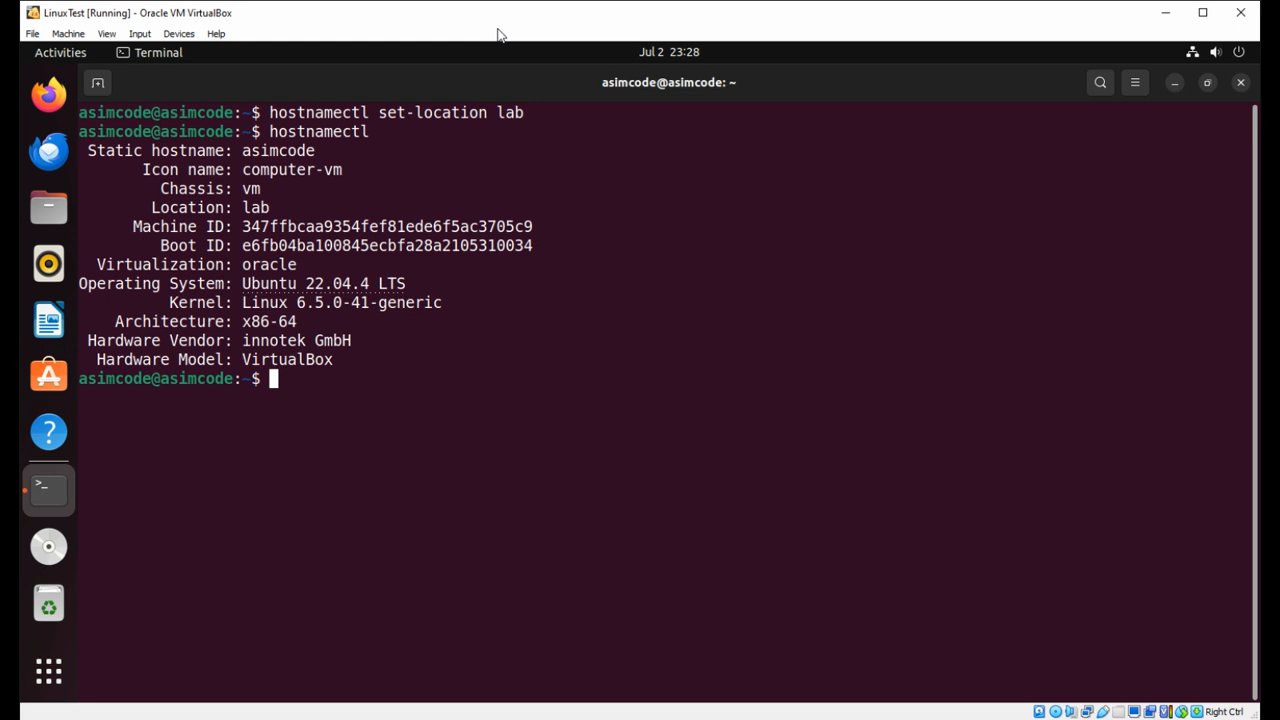 LinuxTest [Running] - Oracle VM VirtualBox
File Machine View Input Devices Help
Activities Terminal Jul 2 23:28
asimcode@asimcode: ~
asimcode@asimcode:~$ hostnamectl set-location lab
asimcode@asimcode:~$ hostnamectl
Static hostname: asimcode
Icon name: computer-vm
Chassis: vm
Location: lab
Machine ID: 347ffbcaa9354fef81ede6f5ac3705c9
Boot ID: e6fb04ba100845ecbfa28a2105310034
Virtualization: oracle
Operating System: Ubuntu 22.04.4 LTS
Kernel: Linux 6.5.0-41-generic
Architecture: x86-64
Hardware Vendor: innotek GmbH
Hardware Model: VirtualBox
asimcode@asimcode:~$
Right Ctrl